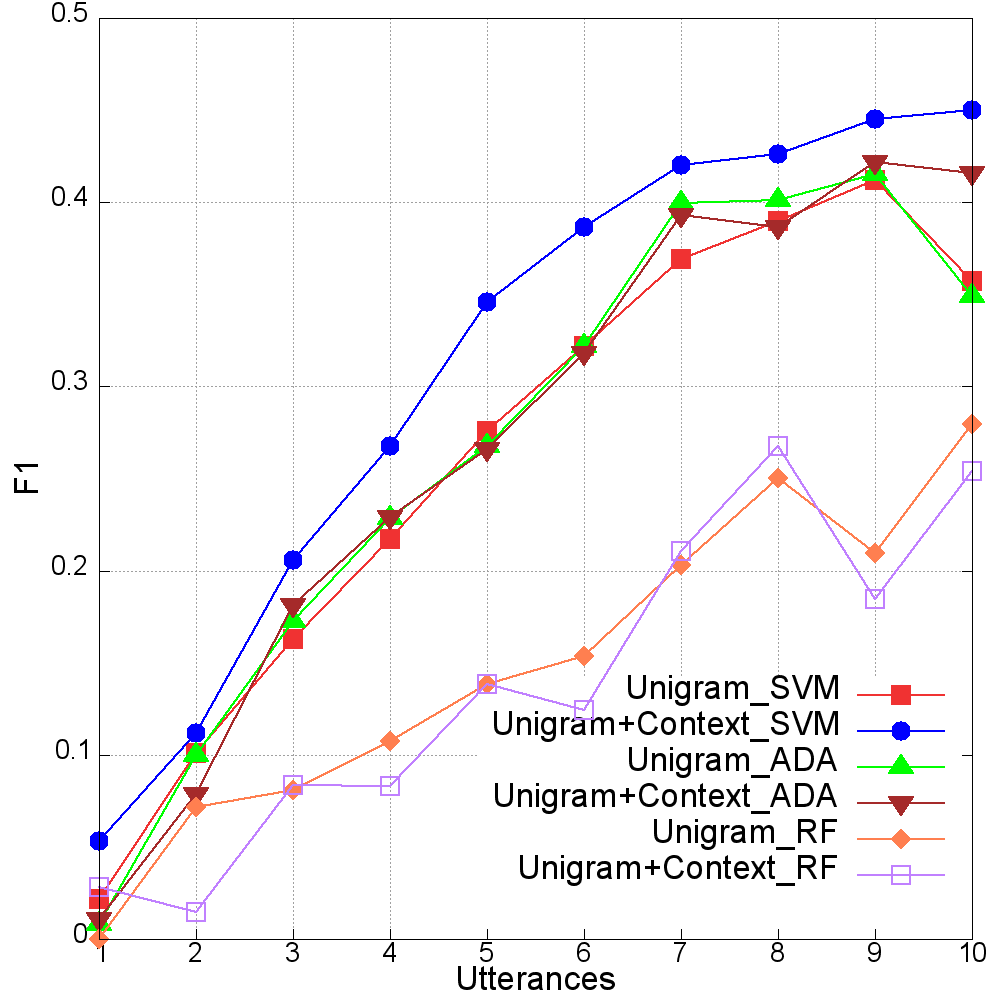 0.5
0.4
0.3
0.2
0.1
0
F1
Unigram_SVM
Unigram+Context_SVM
Unigram_ADA
Unigram+Context_ADA
Unigram_RF
Unigram+Context_RF
1 2 3 4 5 6 7 8 9 10
Utterances